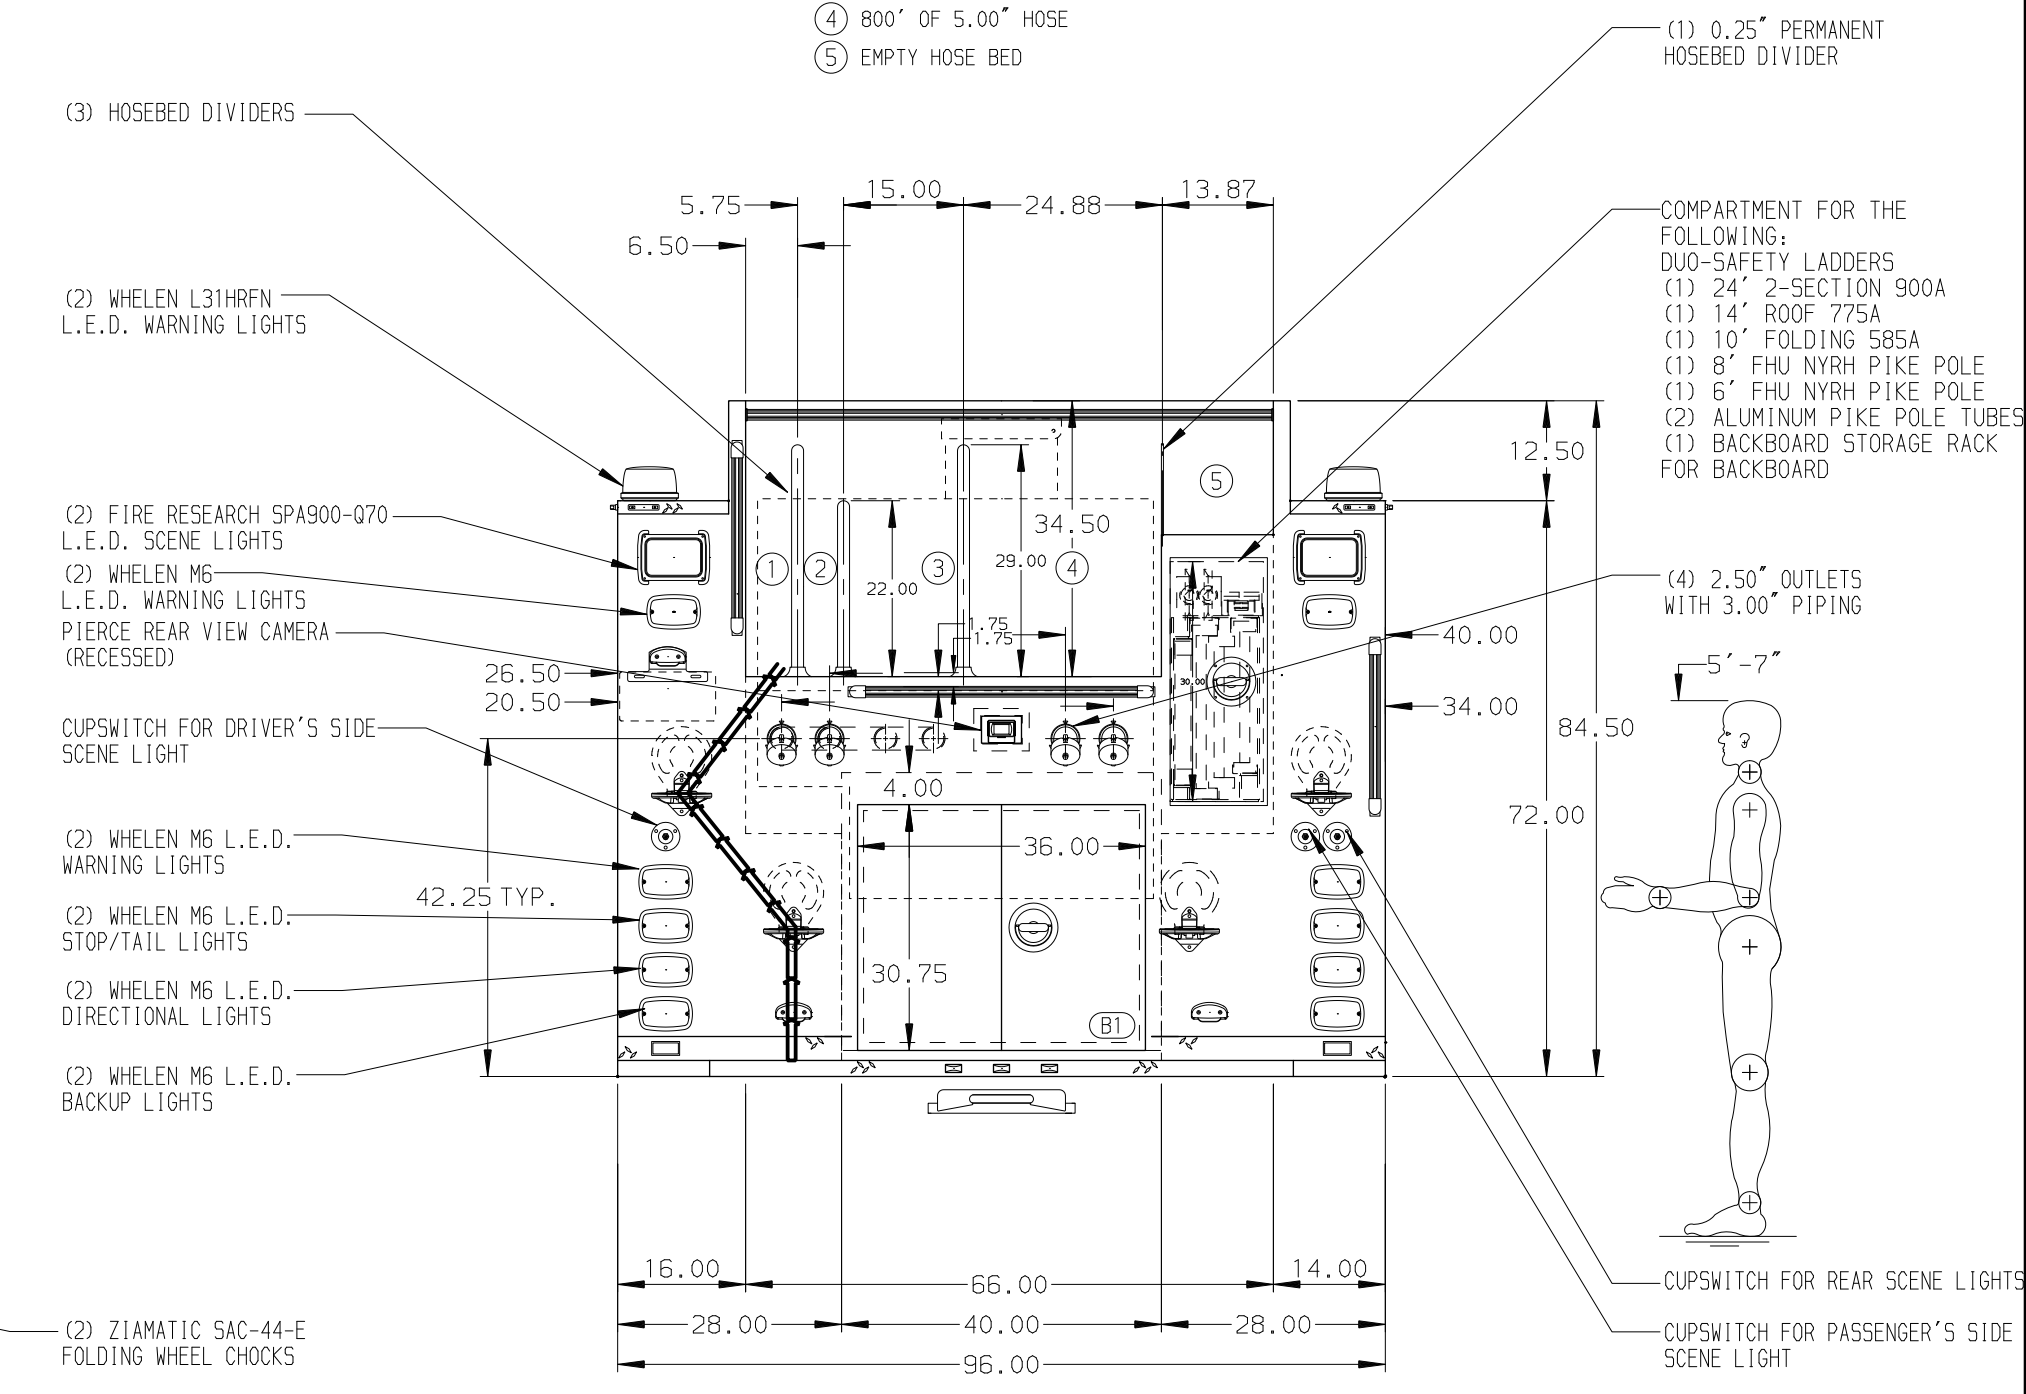 4 800' OF 5.00" HOSE
5 EMPTY HOSE BED
(1) 0.25" PERMANENT
HOSEBED DIVIDER
(3) HOSEBED DIVIDERS
(2) WHELEN L31HRFN
L.E.D. WARNING LIGHTS
(2) FIRE RESEARCH SPA900-Q70
L.E.D. SCENE LIGHTS
(2) WHELEN M6
L.E.D. WARNING LIGHTS
PIERCE REAR VIEW CAMERA
(RECESSED)
CUPSWITCH FOR DRIVER'S SIDE
SCENE LIGHT
(2) WHELEN M6 L.E.D.
WARNING LIGHTS
(2) WHELEN M6 L.E.D.
STOP/TAIL LIGHTS
(2) WHELEN M6 L.E.D.
DIRECTIONAL LIGHTS
(2) WHELEN M6 L.E.D.
BACKUP LIGHTS
(2) ZIAMATIC SAC-44-E
FOLDING WHEEL CHOCKS
5.75
15.00
24.88
13.87
6.50
1
2
3
4
5
34.50
29.00
22.00
1.75
1.75
30.00
26.50
20.50
4.00
36.00
30.75
42.25 TYP.
B1
12.50
40.00
34.00
84.50
72.00
5'-7"
16.00
66.00
14.00
28.00
40.00
28.00
96.00
COMPARTMENT FOR THE
FOLLOWING:
DUO-SAFETY LADDERS
(1) 24' 2-SECTION 900A
(1) 14' ROOF 775A
(1) 10' FOLDING 585A
(1) 8' FHU NYRH PIKE POLE
(1) 6' FHU NYRH PIKE POLE
(2) ALUMINUM PIKE POLE TUBES
(1) BACKBOARD STORAGE RACK
FOR BACKBOARD
(4) 2.50" OUTLETS
WITH 3.00" PIPING
CUPSWITCH FOR REAR SCENE LIGHTS
CUPSWITCH FOR PASSENGER'S SIDE
SCENE LIGHT